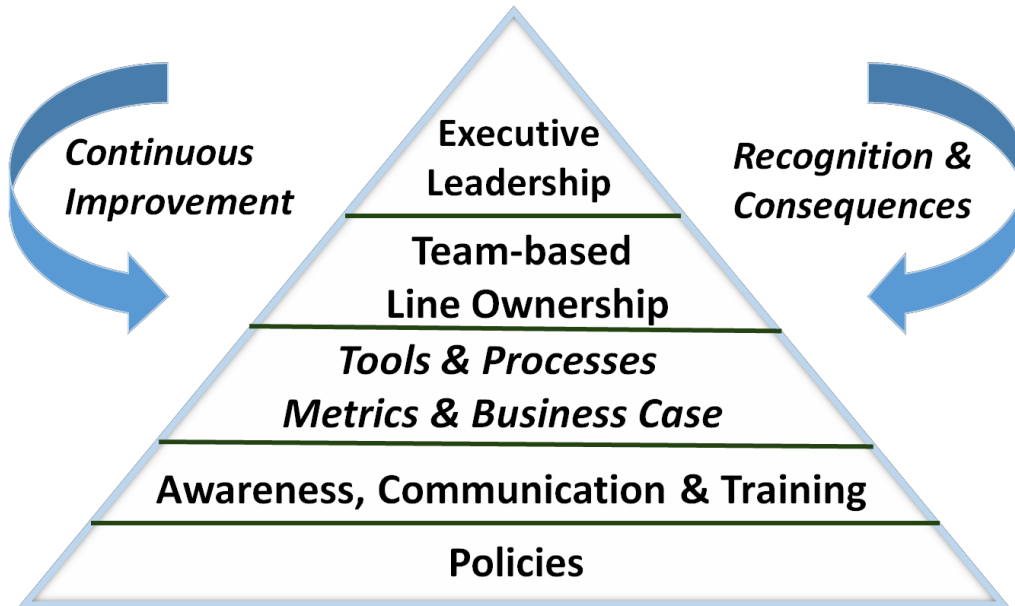 Executive
Leadership
Continuous
Improvement
Recognition &
Consequences
Team-based
Line Ownership
Tools & Processes
Metrics & Business Case
Awareness, Communication & Training
Policies